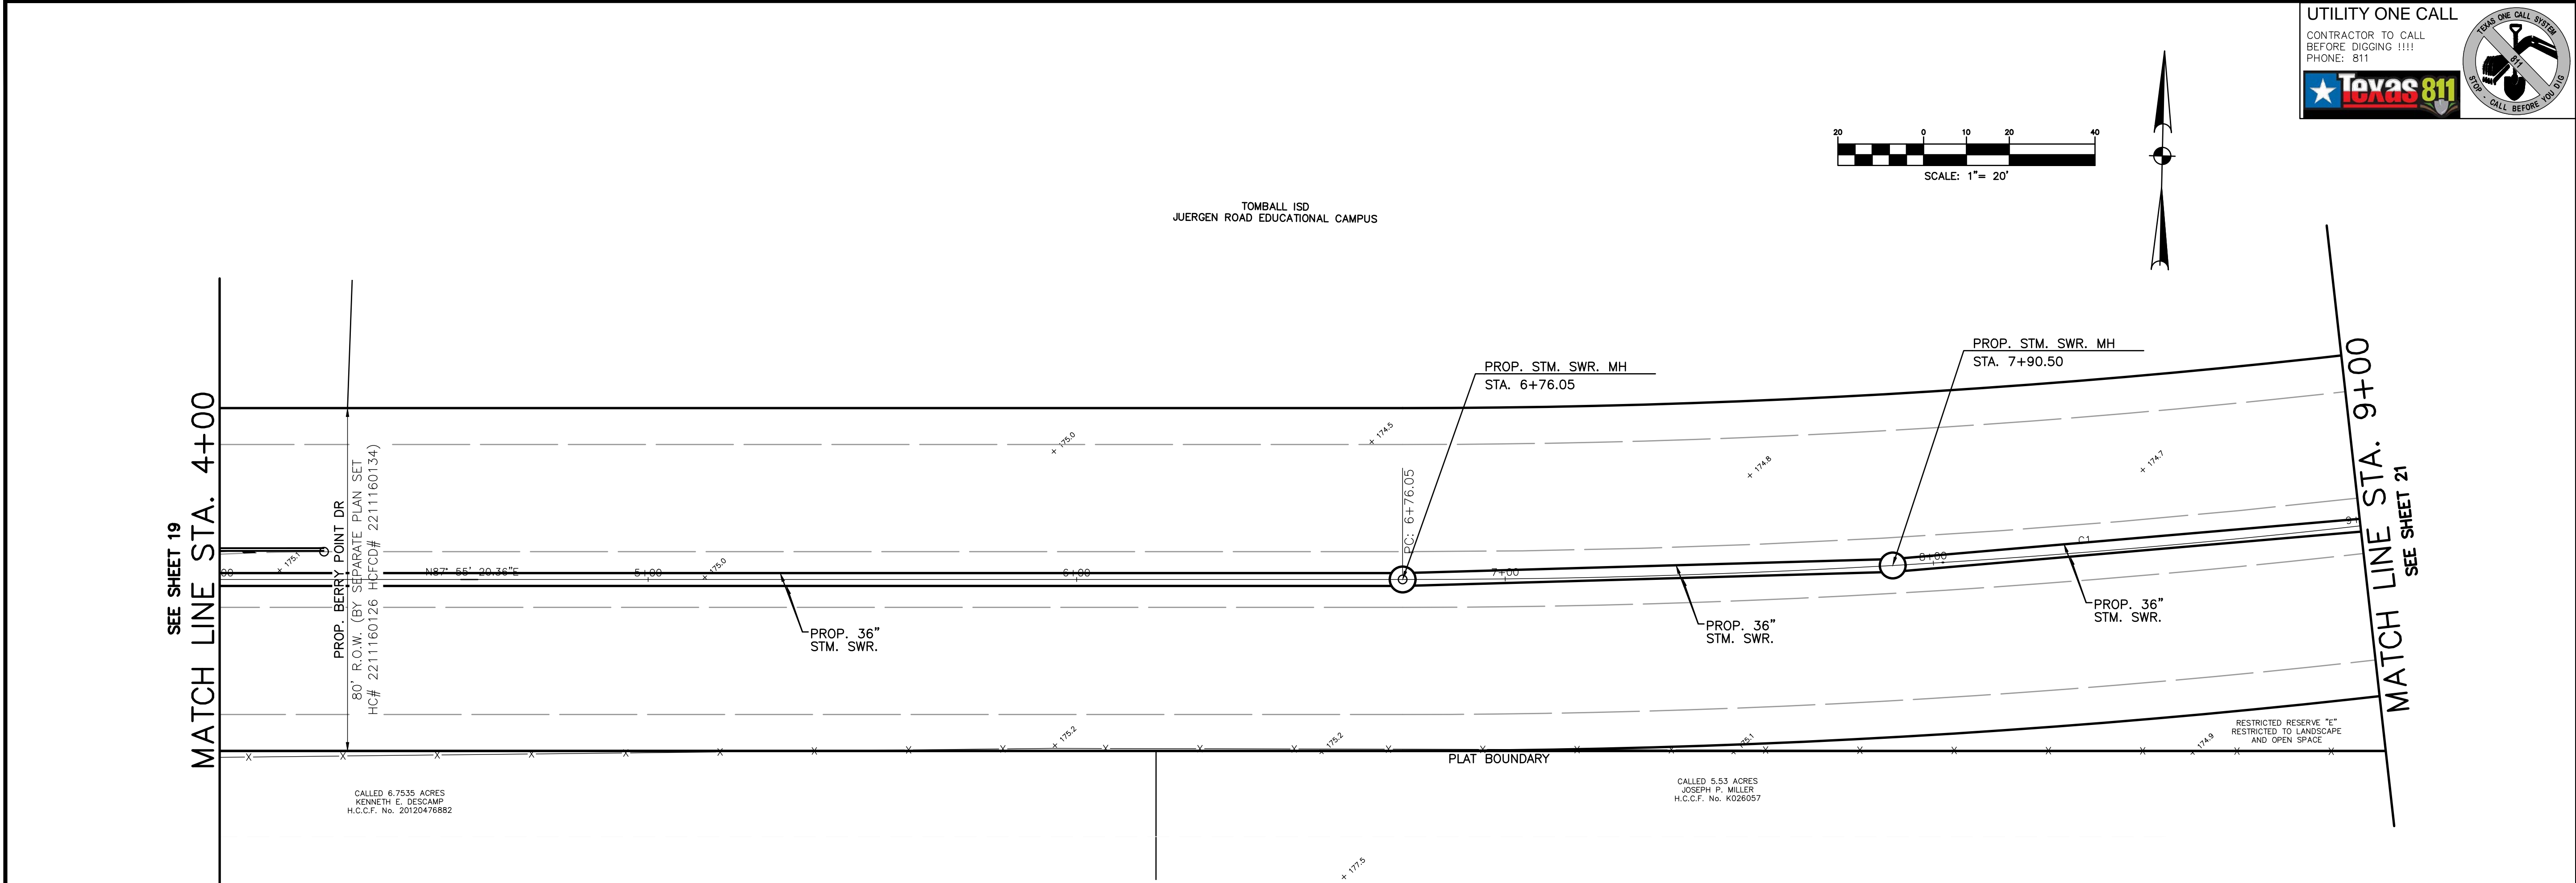 UTILITY ONE CALL
CONTRACTOR TO CALL
BEFORE DIGGING !!!!
PHONE: 811
Texas 811
TEXAS ONE CALL SYSTEM
811
STOP - CALL BEFORE YOU DIG
20 0 10 20 40
SCALE: 1"= 20'
TOMBALL ISD
JUERGEN ROAD EDUCATIONAL CAMPUS
PROP. STM. SWR. MH
STA. 6+76.05
PROP. STM. SWR. MH
STA. 7+90.50
SEE SHEET 19
MATCH LINE STA. 4+00
PROP. BERRY POINT DR
80' R.O.W. (BY SEPARATE PLAN SET
HC# 2211160126 HCFCD# 2211160134)
175.0
174.5
174.8
174.7
PC: 6+76.05
175.1
00
N87° 55' 20.36"E
5+00
175.0
6+00
7+00
8+00
C1
9+
PROP. 36"
STM. SWR.
PROP. 36"
STM. SWR.
PROP. 36"
STM. SWR.
MATCH LINE STA. 9+00
SEE SHEET 21
175.2
175.2
175.1
174.9
RESTRICTED RESERVE "E"
RESTRICTED TO LANDSCAPE
AND OPEN SPACE
PLAT BOUNDARY
CALLED 6.7535 ACRES
KENNETH E. DESCAMP
H.C.C.F. No. 20120476882
CALLED 5.53 ACRES
JOSEPH P. MILLER
H.C.C.F. No. K026057
177.5